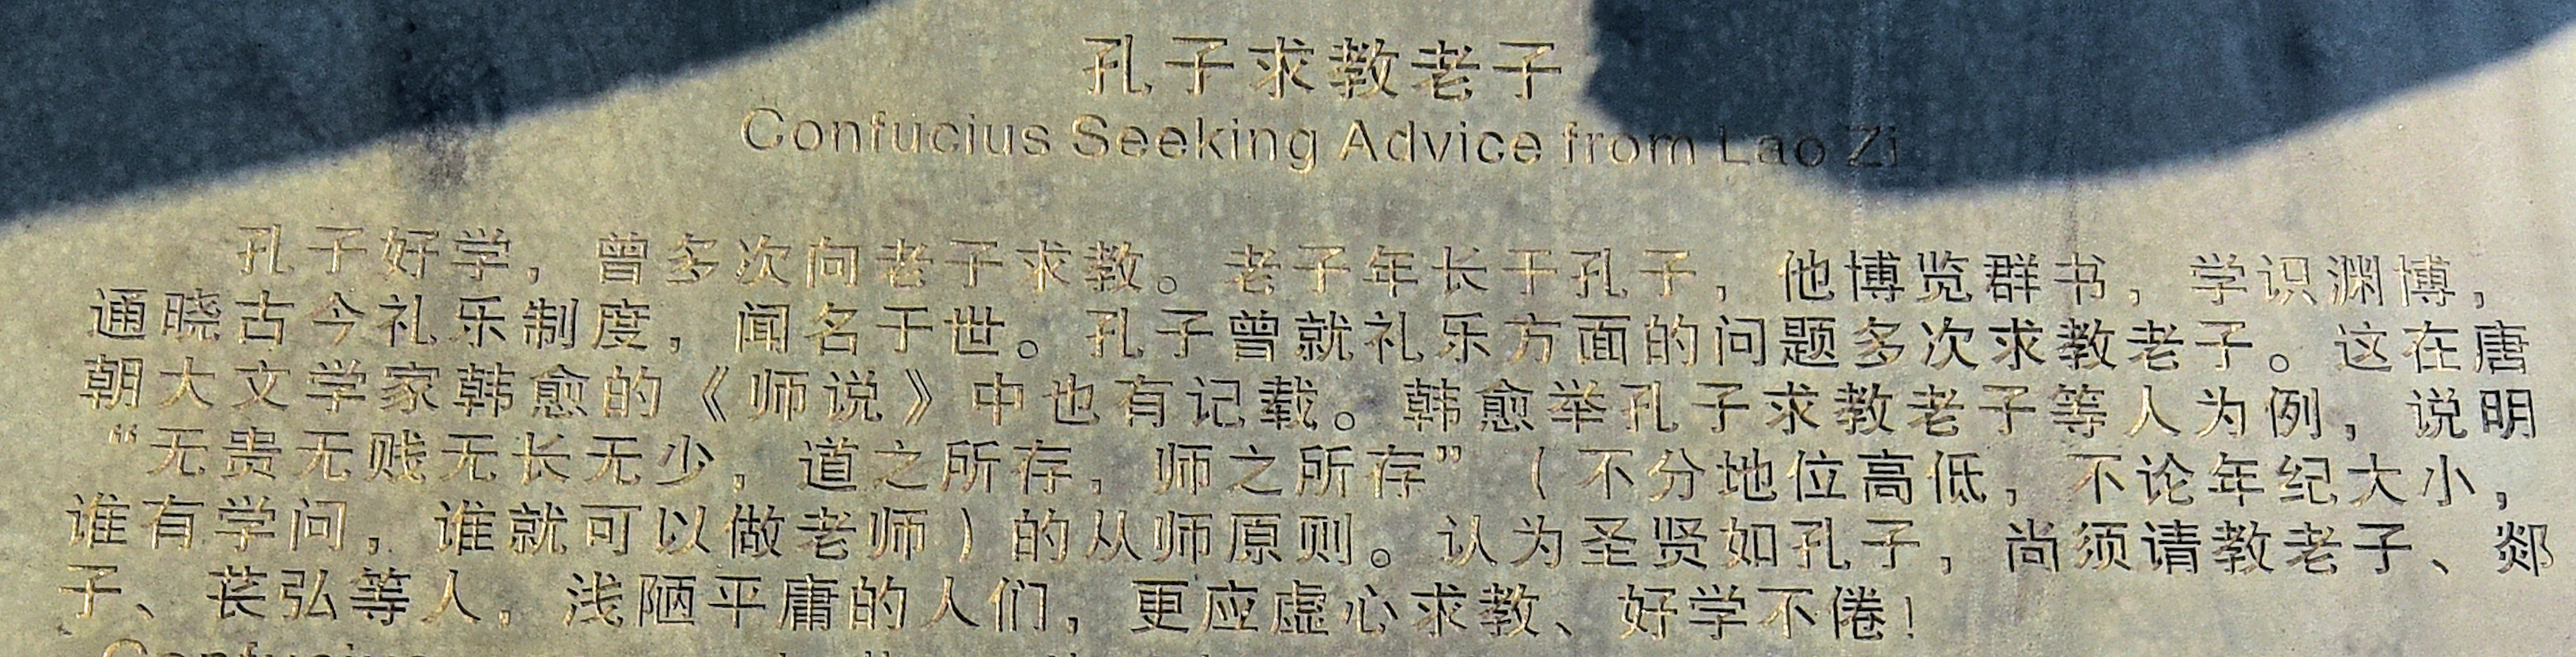 孔子求教老子
Confucius Seeking Advice from Lao Zi
孔子好学，曾多次向老子求教。老子年长于孔子，他博览群书，学识渊博，
通晓古今礼乐制度，闻名于世。孔子曾就礼乐方面的问题多次求教老子。这在唐
朝大文学家韩愈的《师说》中也有记载。韩愈举孔子求教老子等人为例，说明
“无贵无贱无长无少，道之所存，师之所存”（不分地位高低，不论年纪大小，
谁有学问，谁就可以做老师）的从师原则。认为圣贤如孔子，尚须请教老子、郯
子、苌弘等人，浅陋平庸的人们，更应虚心求教、好学不倦！
Confucius